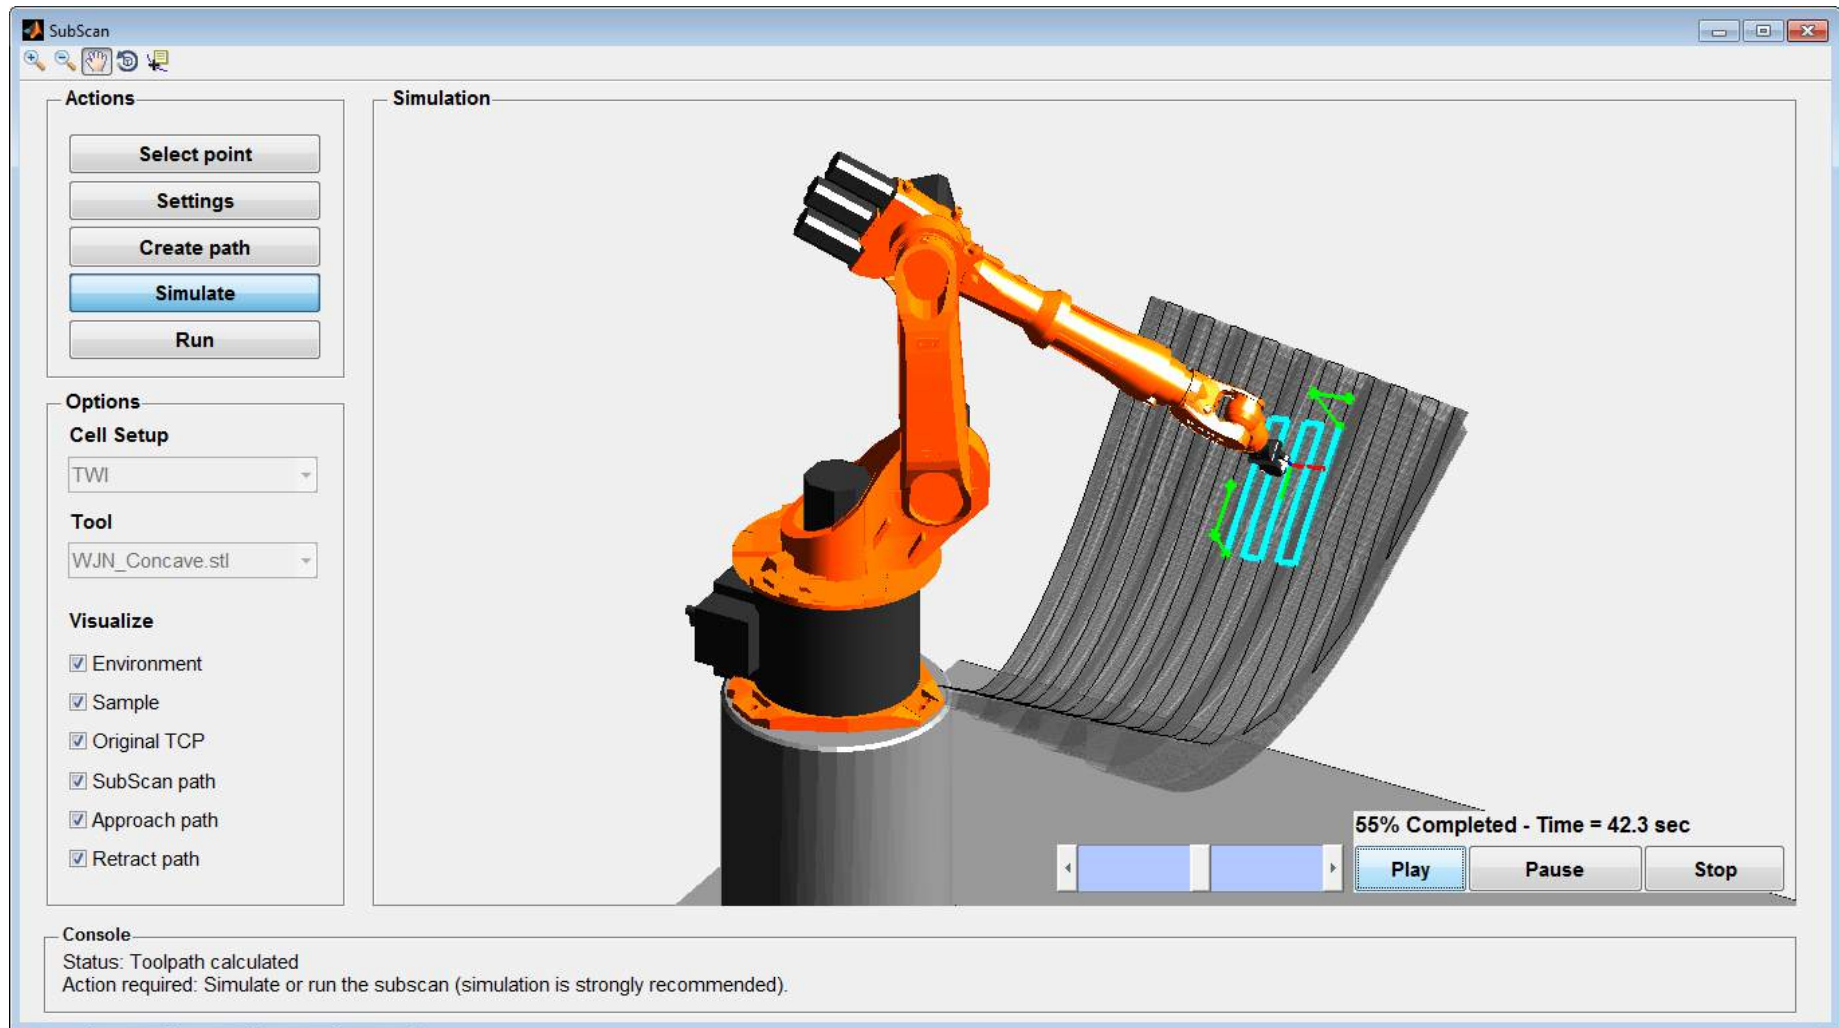 SubScan
Actions
Select point
Settings
Create path
Simulate
Run
Options
Cell Setup
TWI
Tool
WJN_Concave.stl
Visualize
Environment
Sample
Original TCP
SubScan path
Approach path
Retract path
Simulation
55% Completed - Time = 42.3 sec
Play
Pause
Stop
Console
Status: Toolpath calculated
Action required: Simulate or run the subscan (simulation is strongly recommended).